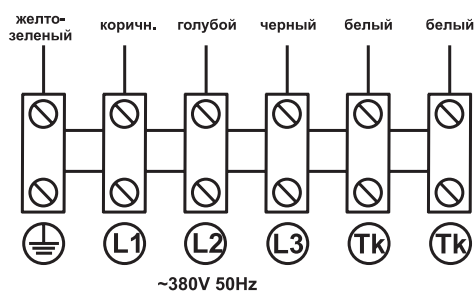 желто-
зеленый
коричн.
голубой
черный
белый
белый
L1
L2
L3
Tk
Tk
~380V 50Hz